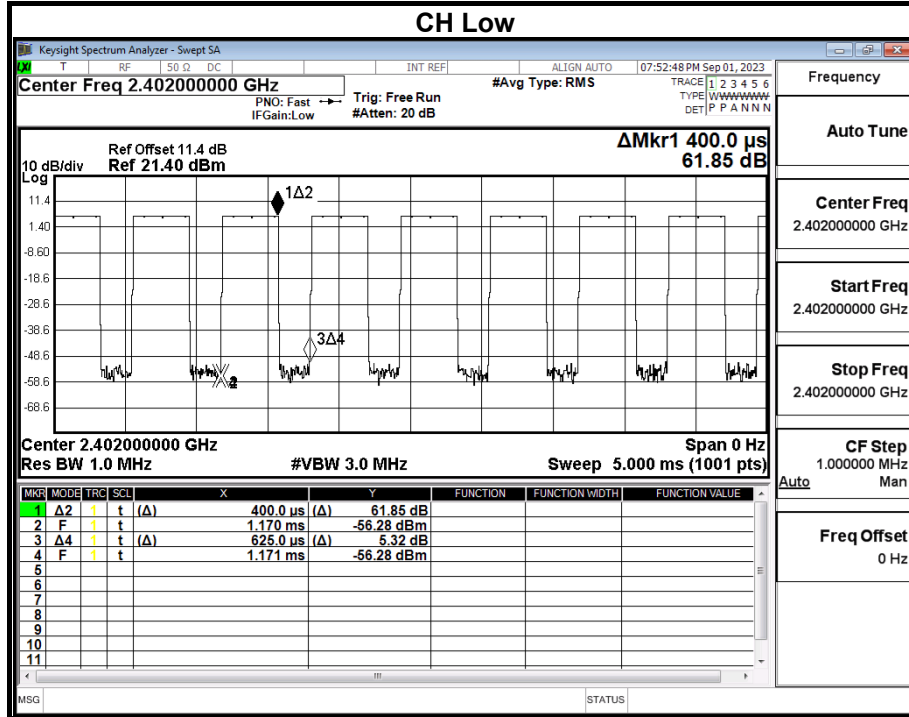 CH Low
Keysight Spectrum Analyzer - Swept SA
LXI T RF 50 Ω DC INT REF ALIGN AUTO 07:52:48 PM Sep 01, 2023
Center Freq 2.402000000 GHz
PNO: Fast
IFGain:Low
Trig: Free Run
#Atten: 20 dB
#Avg Type: RMS
TRACE 1 2 3 4 5 6
TYPE WWWWWW
DET P P A N N N
Frequency
Auto Tune
Center Freq
2.402000000 GHz
Start Freq
2.402000000 GHz
Stop Freq
2.402000000 GHz
CF Step
1.000000 MHz
Auto Man
Freq Offset
0 Hz
ΔMkr1 400.0 µs
61.85 dB
Ref Offset 11.4 dB
10 dB/div Ref 21.40 dBm
Log
11.4
1.40
-8.60
-18.6
-28.6
-38.6
-48.6
-58.6
-68.6
1Δ2
3Δ4
Center 2.402000000 GHz Span 0 Hz
Res BW 1.0 MHz #VBW 3.0 MHz Sweep 5.000 ms (1001 pts)
MKR MODE TRC SCL X Y FUNCTION FUNCTION WIDTH FUNCTION VALUE
1 Δ2 1 t (Δ) 400.0 µs (Δ) 61.85 dB
2 F 1 t 1.170 ms -56.28 dBm
3 Δ4 1 t (Δ) 625.0 µs (Δ) 5.32 dB
4 F 1 t 1.171 ms -56.28 dBm
5
6
7
8
9
10
11
MSG STATUS